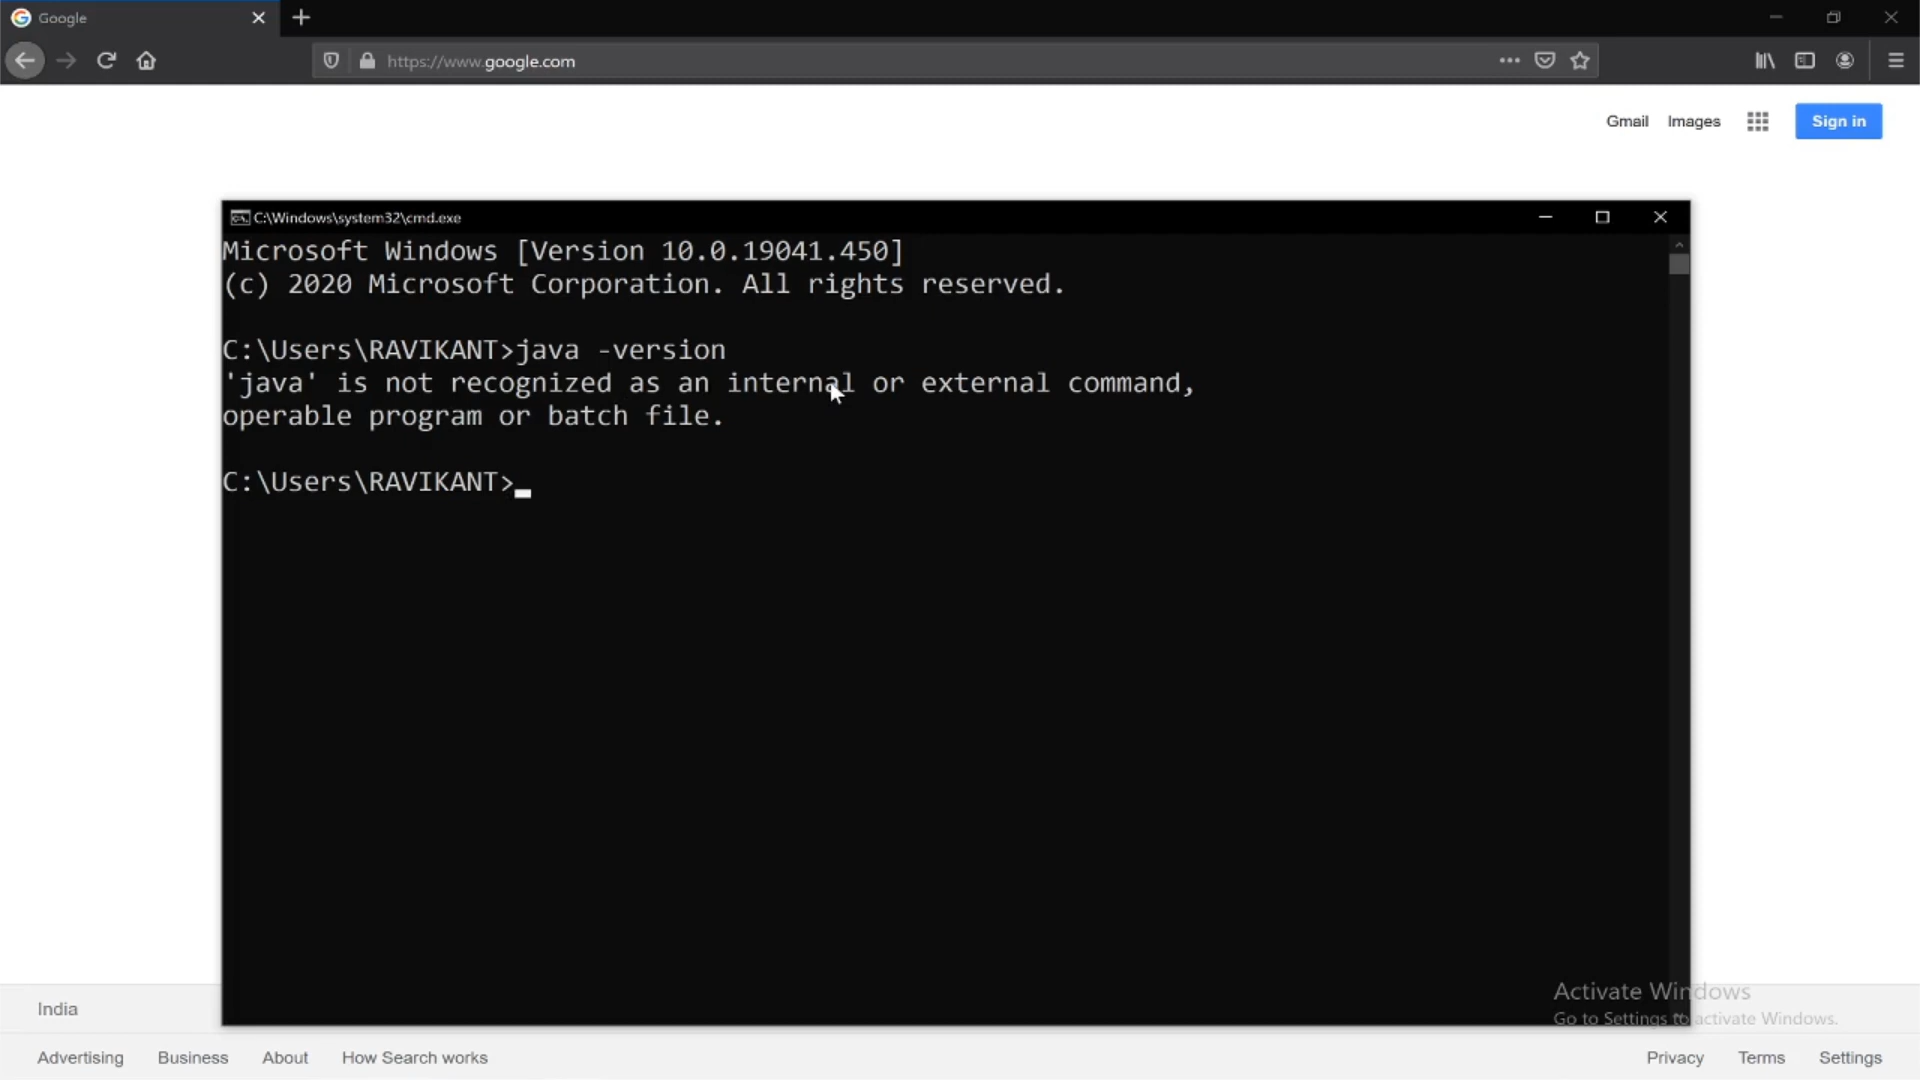 Google
https://www.google.com
Gmail Images Sign in
C:\Windows\system32\cmd.exe
Microsoft Windows [Version 10.0.19041.450]
(c) 2020 Microsoft Corporation. All rights reserved.
C:\Users\RAVIKANT>java -version
'java' is not recognized as an internal or external command,
operable program or batch file.
C:\Users\RAVIKANT>
Activate Windows
Go to Settings to activate Windows.
India
Advertising Business About How Search works Privacy Terms Settings